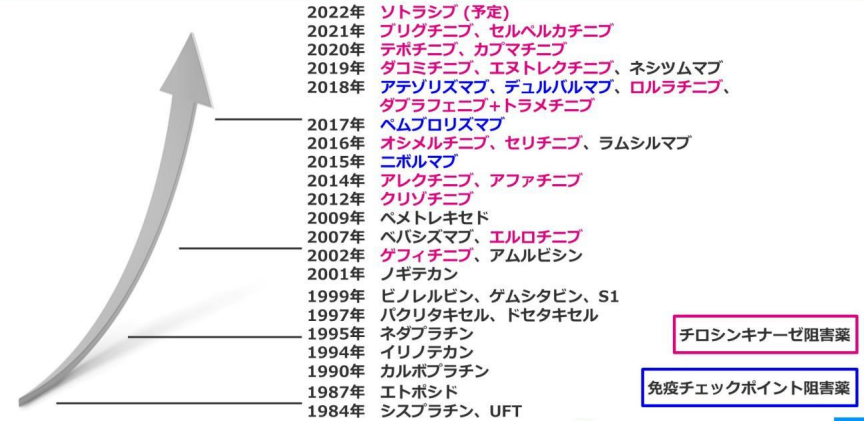 2022年 ソトラシブ (予定)
2021年 ブリグチニブ、セルペルカチニブ
2020年 テポチニブ、カプマチニブ
2019年 ダコミチニブ、エヌトレクチニブ、ネシツムマブ
2018年 アテゾリズマブ、デュルバルマブ、ロルラチニブ、
ダブラフェニブ+トラメチニブ
2017年 ペムブロリズマブ
2016年 オシメルチニブ、セリチニブ、ラムシルマブ
2015年 ニボルマブ
2014年 アレクチニブ、アファチニブ
2012年 クリゾチニブ
2009年 ペメトレキセド
2007年 ベバシズマブ、エルロチニブ
2002年 ゲフィチニブ、アムルビシン
2001年 ノギテカン
1999年 ビノレルビン、ゲムシタビン、S1
1997年 パクリタキセル、ドセタキセル
1995年 ネダプラチン
1994年 イリノテカン
1990年 カルボプラチン
1987年 エトポシド
1984年 シスプラチン、UFT
チロシンキナーゼ阻害薬
免疫チェックポイント阻害薬